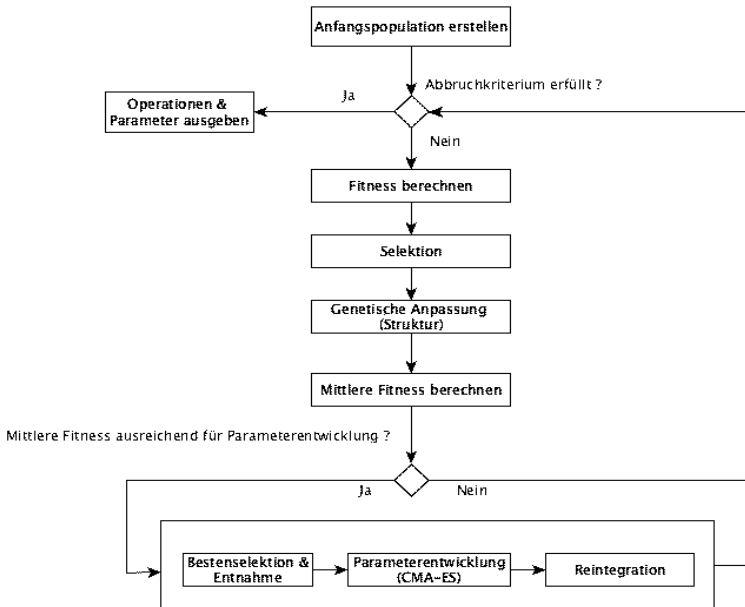 Anfangspopulation erstellen
Abbruchkriterium erfüllt ?
Ja
Operationen &
Parameter ausgeben
Nein
Fitness berechnen
Selektion
Genetische Anpassung
(Struktur)
Mittlere Fitness berechnen
Mittlere Fitness ausreichend für Parameterentwicklung ?
Ja
Nein
Bestenselektion &
Entnahme
Parameterentwicklung
(CMA-ES)
Reintegration